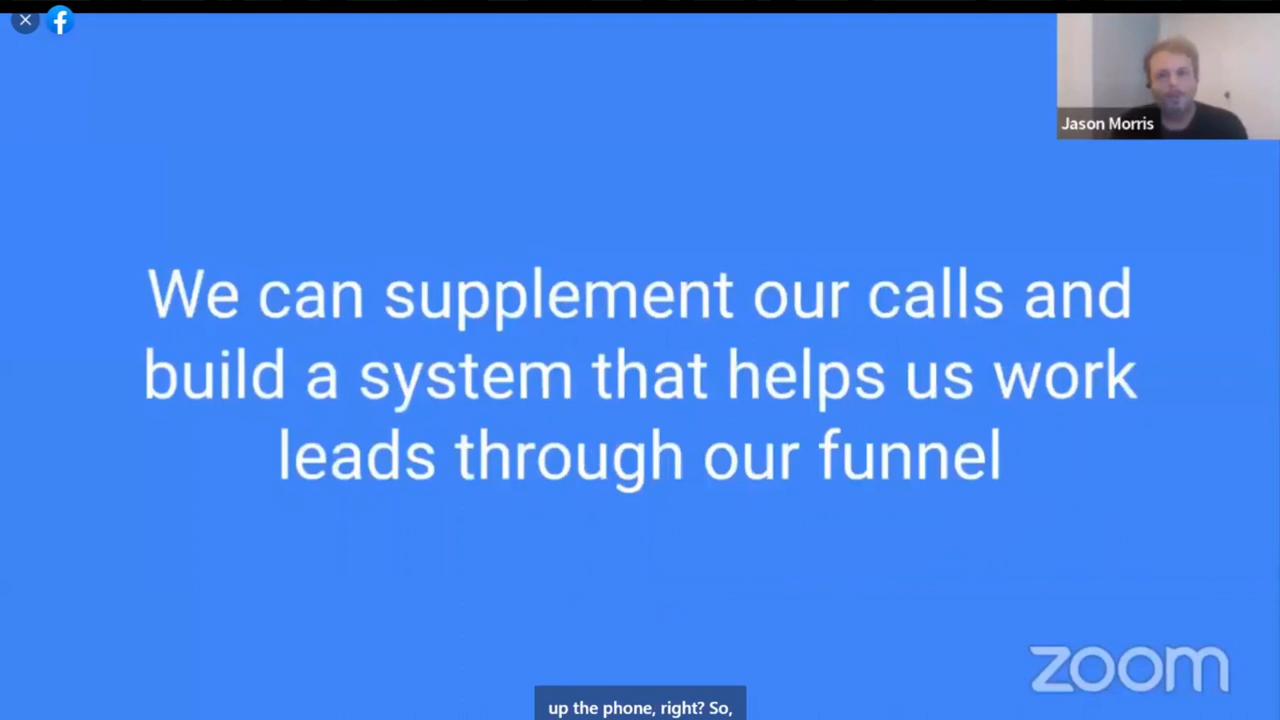 Jason Morris
We can supplement our calls and
build a system that helps us work
leads through our funnel
zoom
up the phone, right? So,